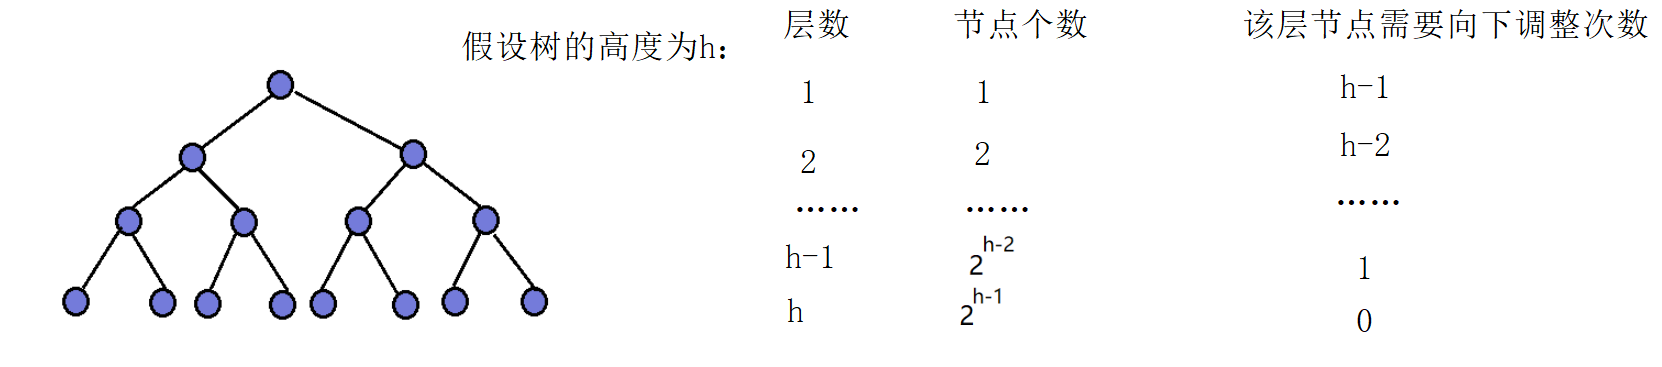 假设树的高度为h： 层数 节点个数 该层节点需要向下调整次数
1 1 h-1
2 2 h-2
…… …… ……
h-1 2^{h-2} 1
h 2^{h-1} 0